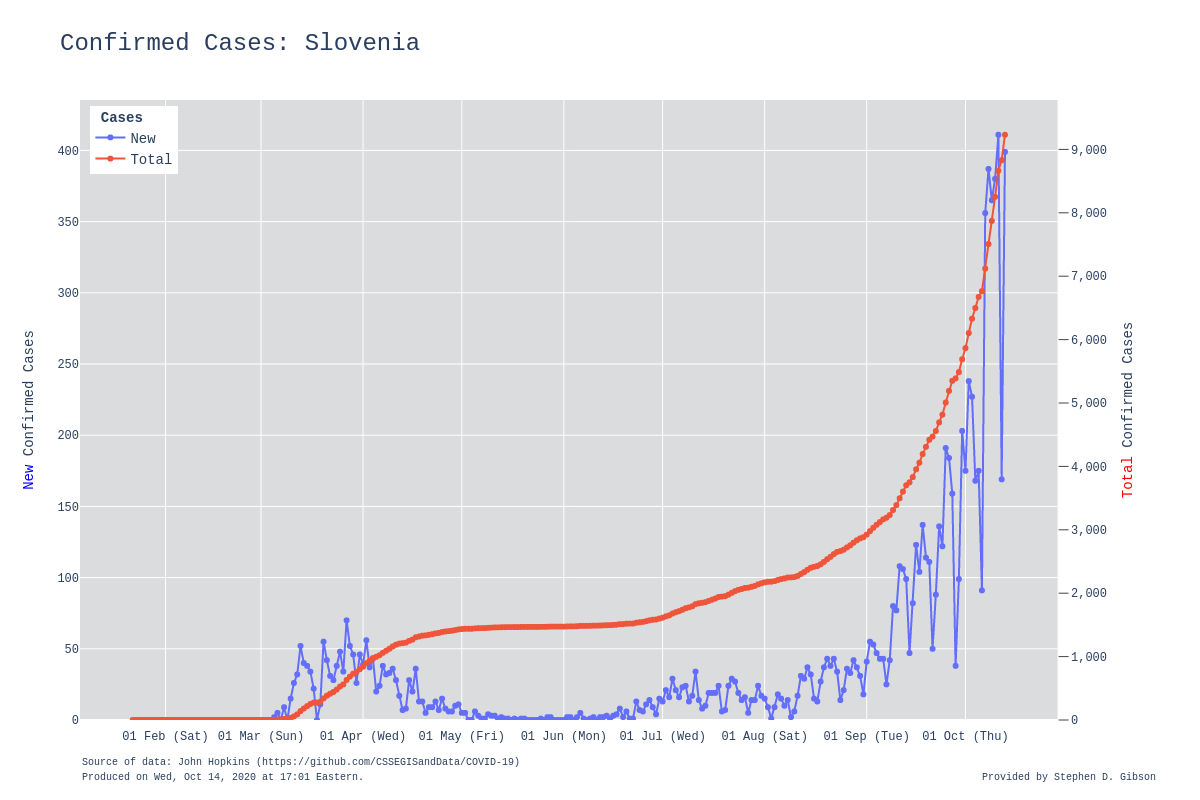 Confirmed Cases: Slovenia
Cases
New
Total
400
350
300
250
200
150
100
50
0
9,000
8,000
7,000
6,000
5,000
4,000
3,000
2,000
1,000
0
New Confirmed Cases
Total Confirmed Cases
01 Feb (Sat) 01 Mar (Sun) 01 Apr (Wed) 01 May (Fri) 01 Jun (Mon) 01 Jul (Wed) 01 Aug (Sat) 01 Sep (Tue) 01 Oct (Thu)
Source of data: John Hopkins (https://github.com/CSSEGISandData/COVID-19)
Produced on Wed, Oct 14, 2020 at 17:01 Eastern.
Provided by Stephen D. Gibson